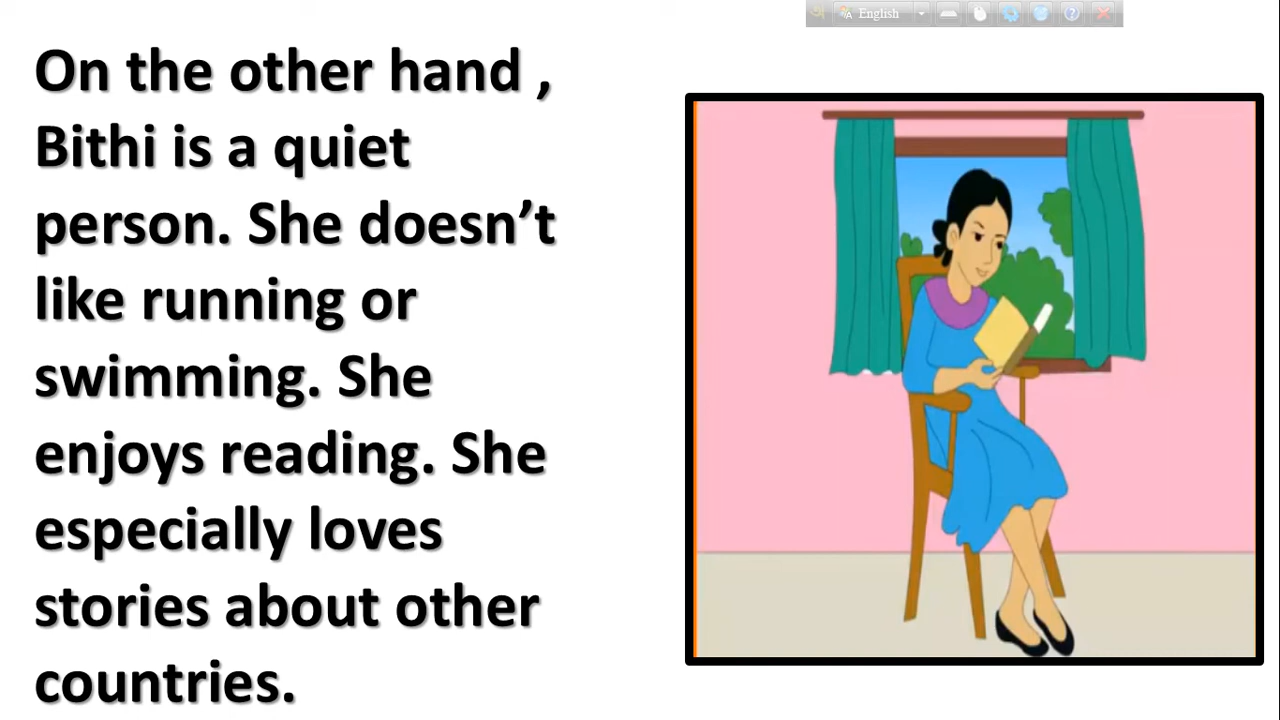 English
On the other hand ,
Bithi is a quiet
person. She doesn’t
like running or
swimming. She
enjoys reading. She
especially loves
stories about other
countries.